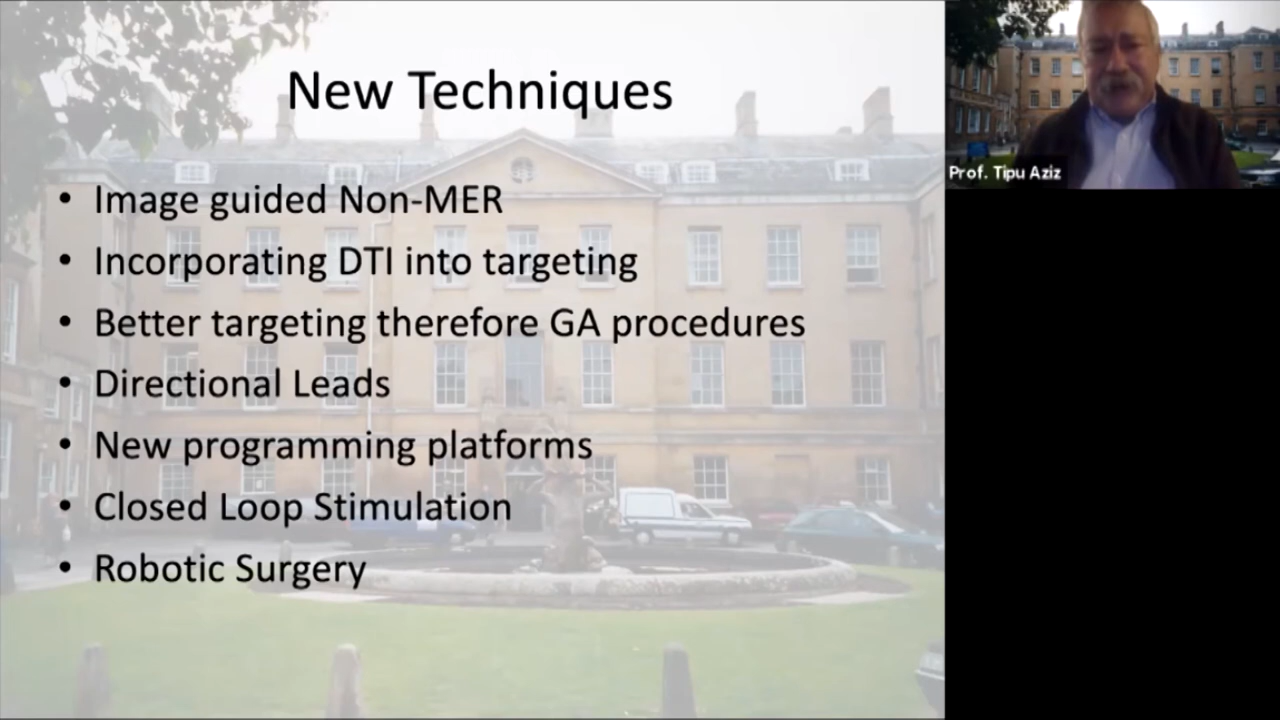 New Techniques
• Image guided Non-MER
• Incorporating DTI into targeting
• Better targeting therefore GA procedures
• Directional Leads
• New programming platforms
• Closed Loop Stimulation
• Robotic Surgery
Prof. Tipu Aziz